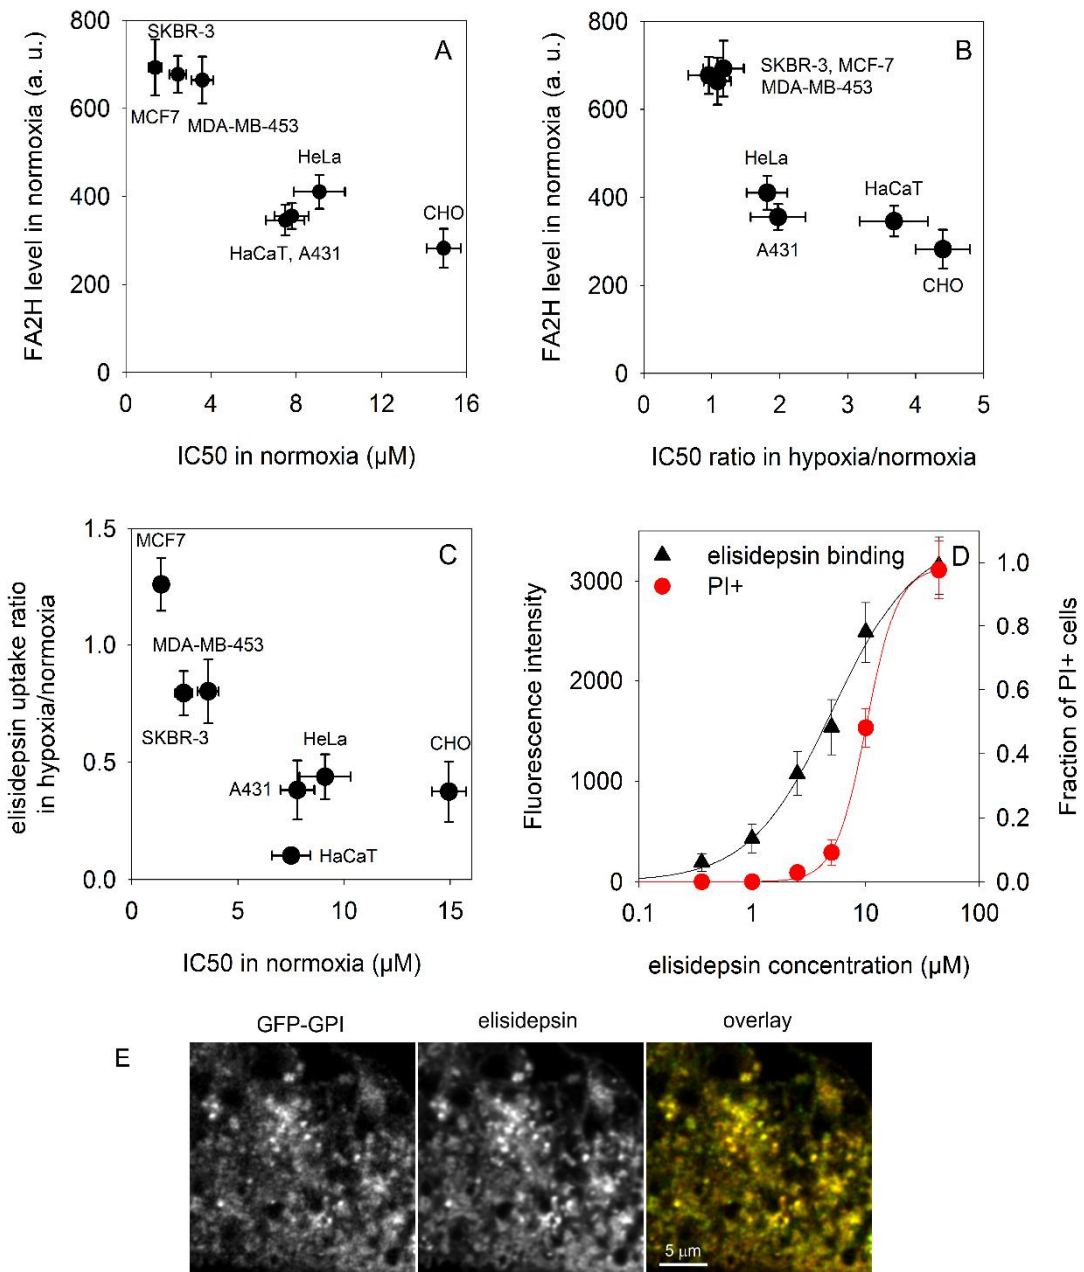 A
SKBR-3
MCF7
MDA-MB-453
HeLa
CHO
HaCaT, A431
FA2H level in normoxia (a. u.)
800
600
400
200
0
0 4 8 12 16
IC50 in normoxia (µM)
B
SKBR-3, MCF-7
MDA-MB-453
HeLa
HaCaT
A431
CHO
FA2H level in normoxia (a. u.)
800
600
400
200
0
0 1 2 3 4 5
IC50 ratio in hypoxia/normoxia
C
MCF7
MDA-MB-453
SKBR-3
HeLa
CHO
A431
HaCaT
elisidepsin uptake ratio
in hypoxia/normoxia
1.5
1.0
0.5
0.0
0 5 10 15
IC50 in normoxia (µM)
D
elisidepsin binding
PI+
Fluorescence intensity
3000
2000
1000
0
Fraction of PI+ cells
1.0
0.8
0.6
0.4
0.2
0.0
0.1 1 10 100
elisidepsin concentration (µM)
E
GFP-GPI elisidepsin overlay
5 µm